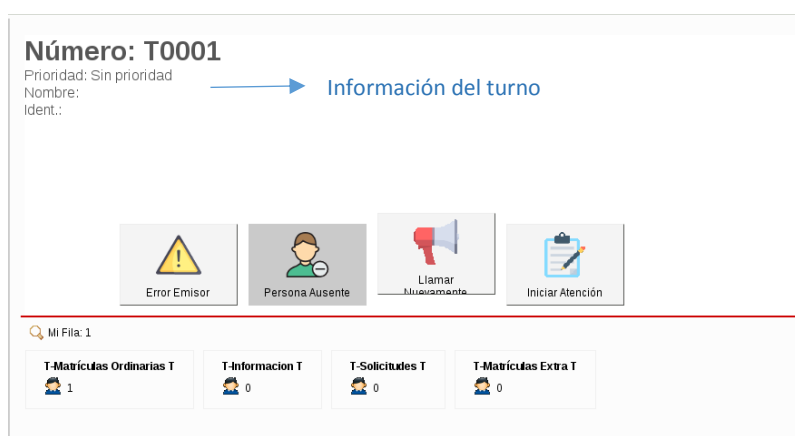 Número: T0001
Prioridad: Sin prioridad
Nombre:
Ident.:
Información del turno
Error Emisor
Persona Ausente
Llamar
Nuevamente
Iniciar Atención
Mi Fila: 1
T-Matrículas Ordinarias T
1
T-Informacion T
0
T-Solicitudes T
0
T-Matrículas Extra T
0